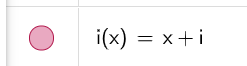 i(x) = x + i